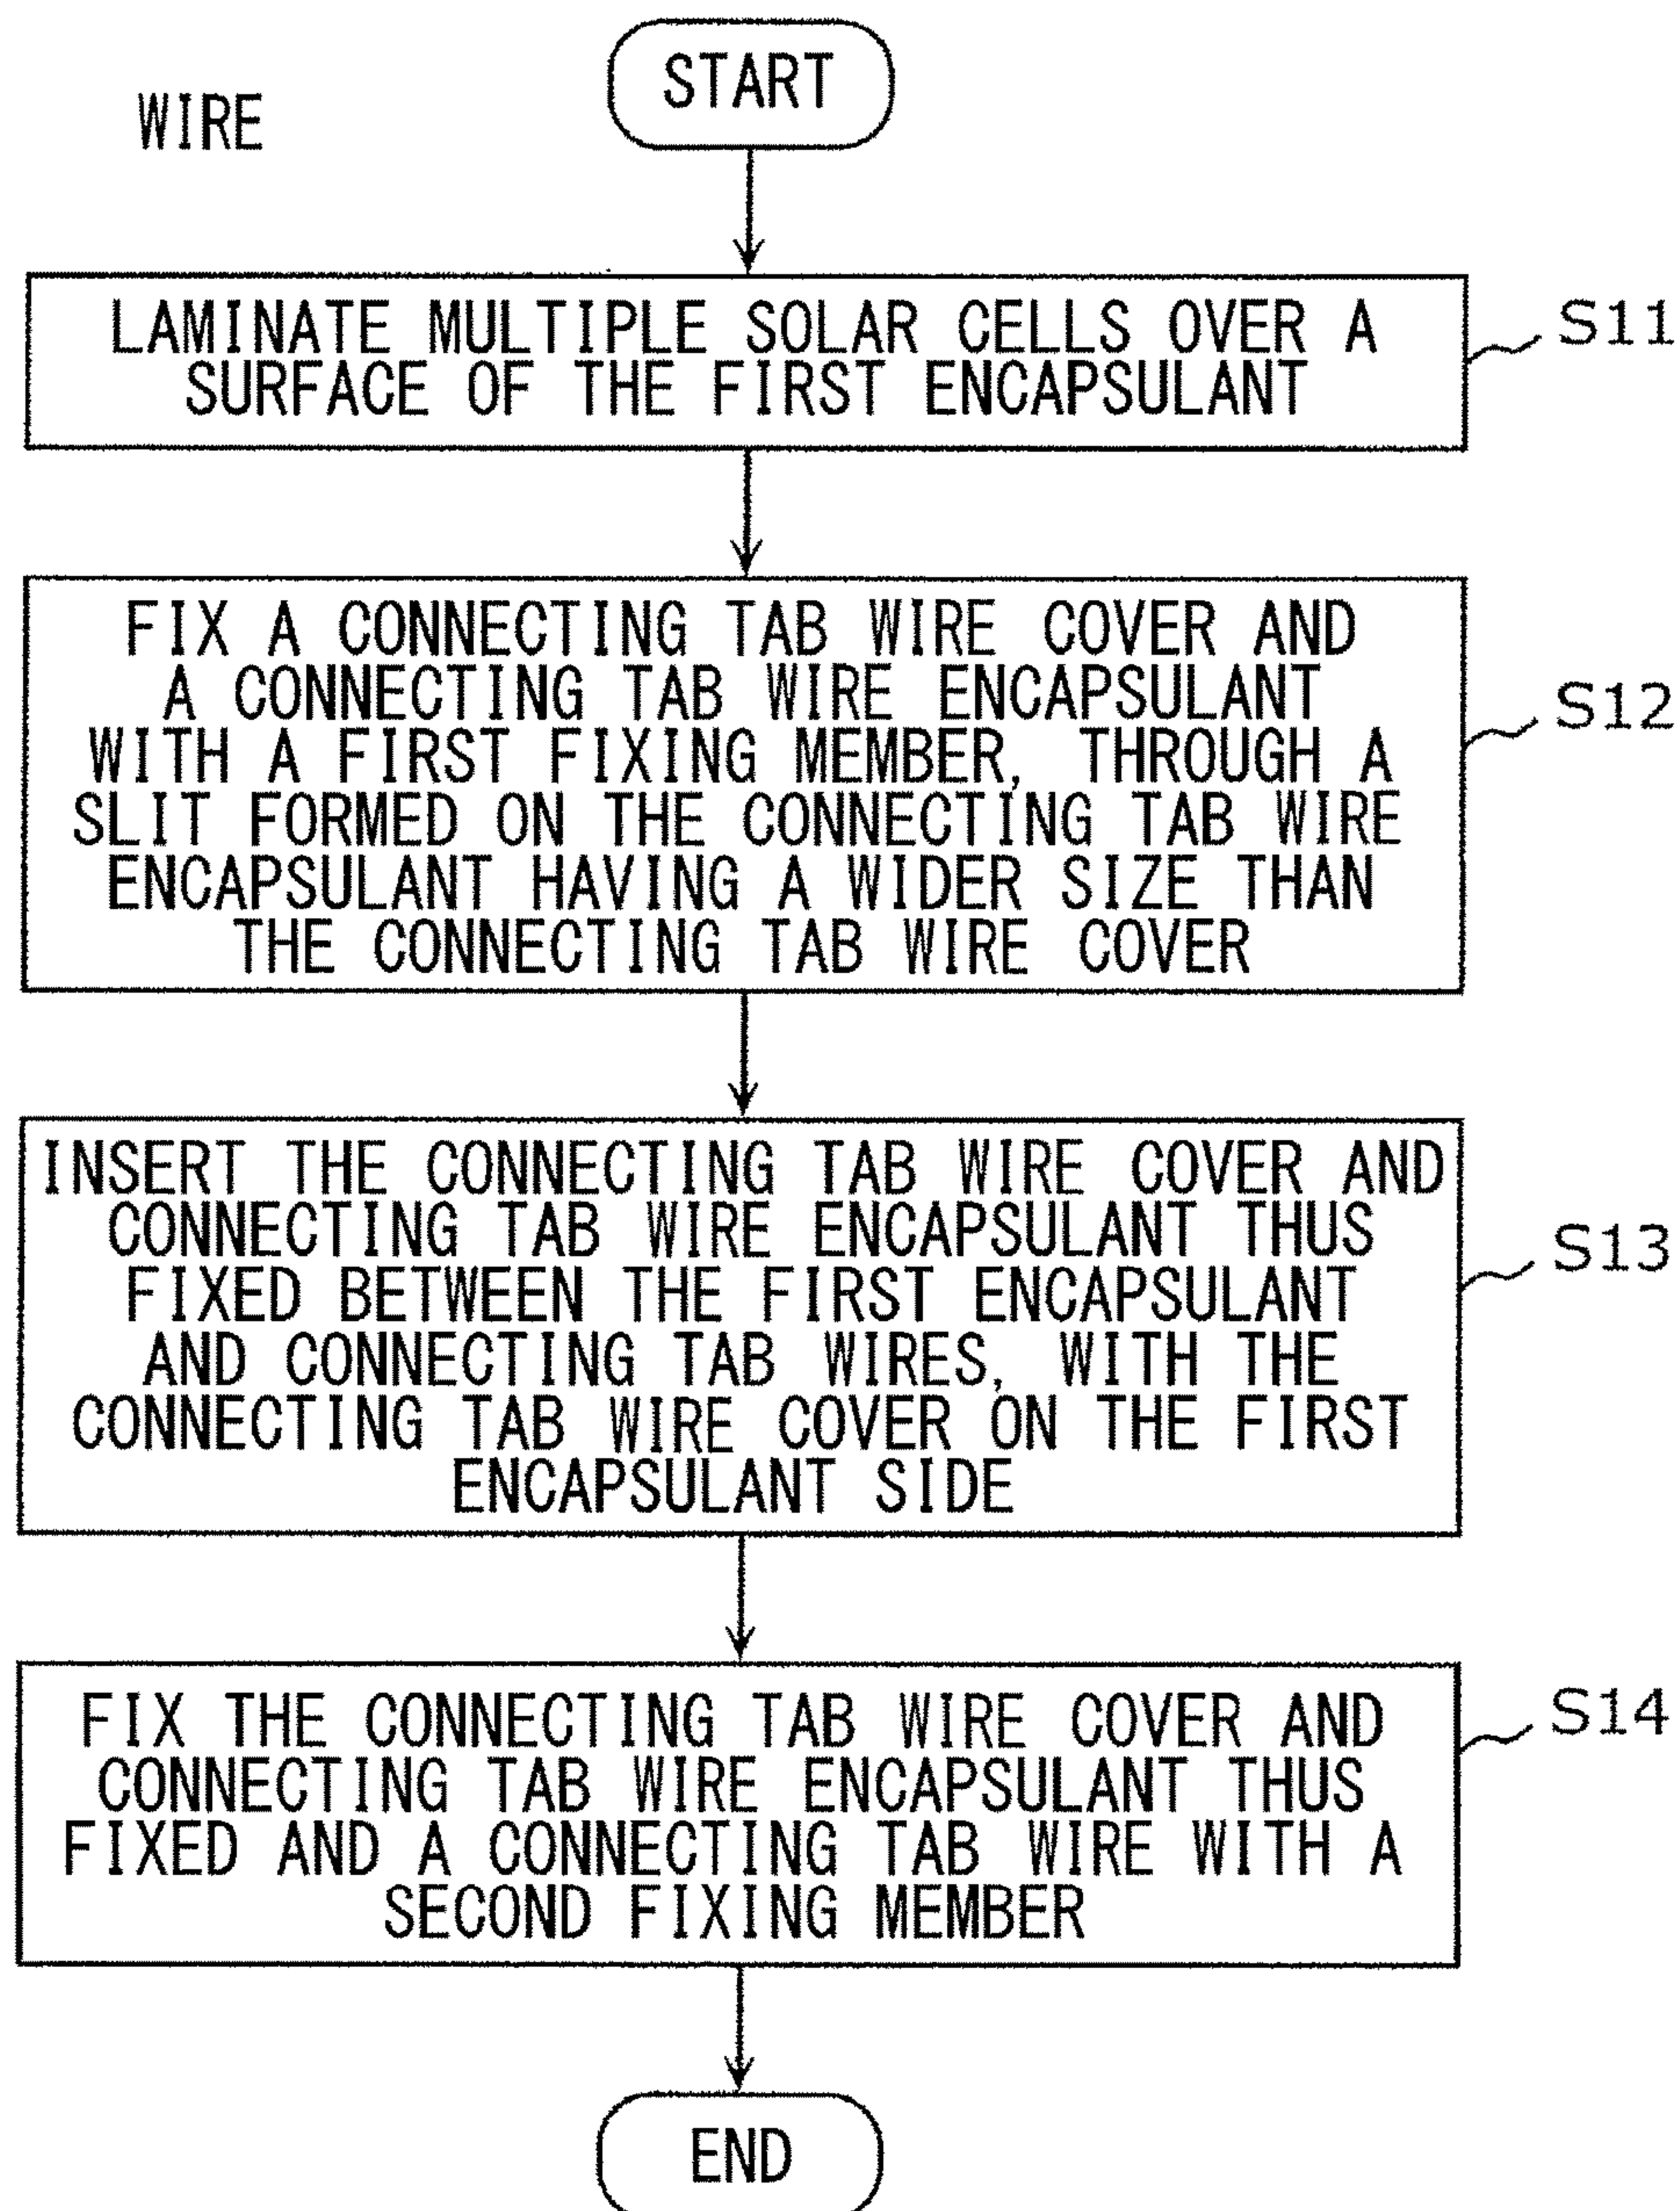 START
WIRE
LAMINATE MULTIPLE SOLAR CELLS OVER A
SURFACE OF THE FIRST ENCAPSULANT
S11
FIX A CONNECTING TAB WIRE COVER AND
A CONNECTING TAB WIRE ENCAPSULANT
WITH A FIRST FIXING MEMBER, THROUGH A
SLIT FORMED ON THE CONNECTING TAB WIRE
ENCAPSULANT HAVING A WIDER SIZE THAN
THE CONNECTING TAB WIRE COVER
S12
INSERT THE CONNECTING TAB WIRE COVER AND
CONNECTING TAB WIRE ENCAPSULANT THUS
FIXED BETWEEN THE FIRST ENCAPSULANT
AND CONNECTING TAB WIRES, WITH THE
CONNECTING TAB WIRE COVER ON THE FIRST
ENCAPSULANT SIDE
S13
FIX THE CONNECTING TAB WIRE COVER AND
CONNECTING TAB WIRE ENCAPSULANT THUS
FIXED AND A CONNECTING TAB WIRE WITH A
SECOND FIXING MEMBER
S14
END